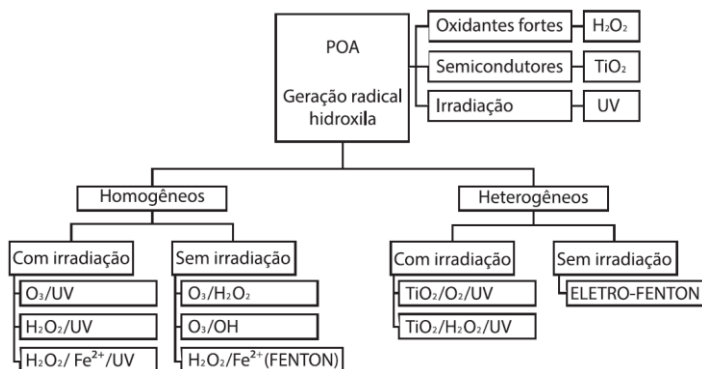 POA
Geração radical
hidroxila
Oxidantes fortes
H₂O₂
Semicondutores
TiO₂
Irradiação
UV
Homogêneos
Heterogêneos
Com irradiação
Sem irradiação
Com irradiação
Sem irradiação
O₃/UV
O₃/H₂O₂
TiO₂/O₂/UV
ELETRO-FENTON
H₂O₂/UV
O₃/OH
TiO₂/H₂O₂/UV
H₂O₂/ Fe²⁺/UV
H₂O₂/Fe²⁺(FENTON)